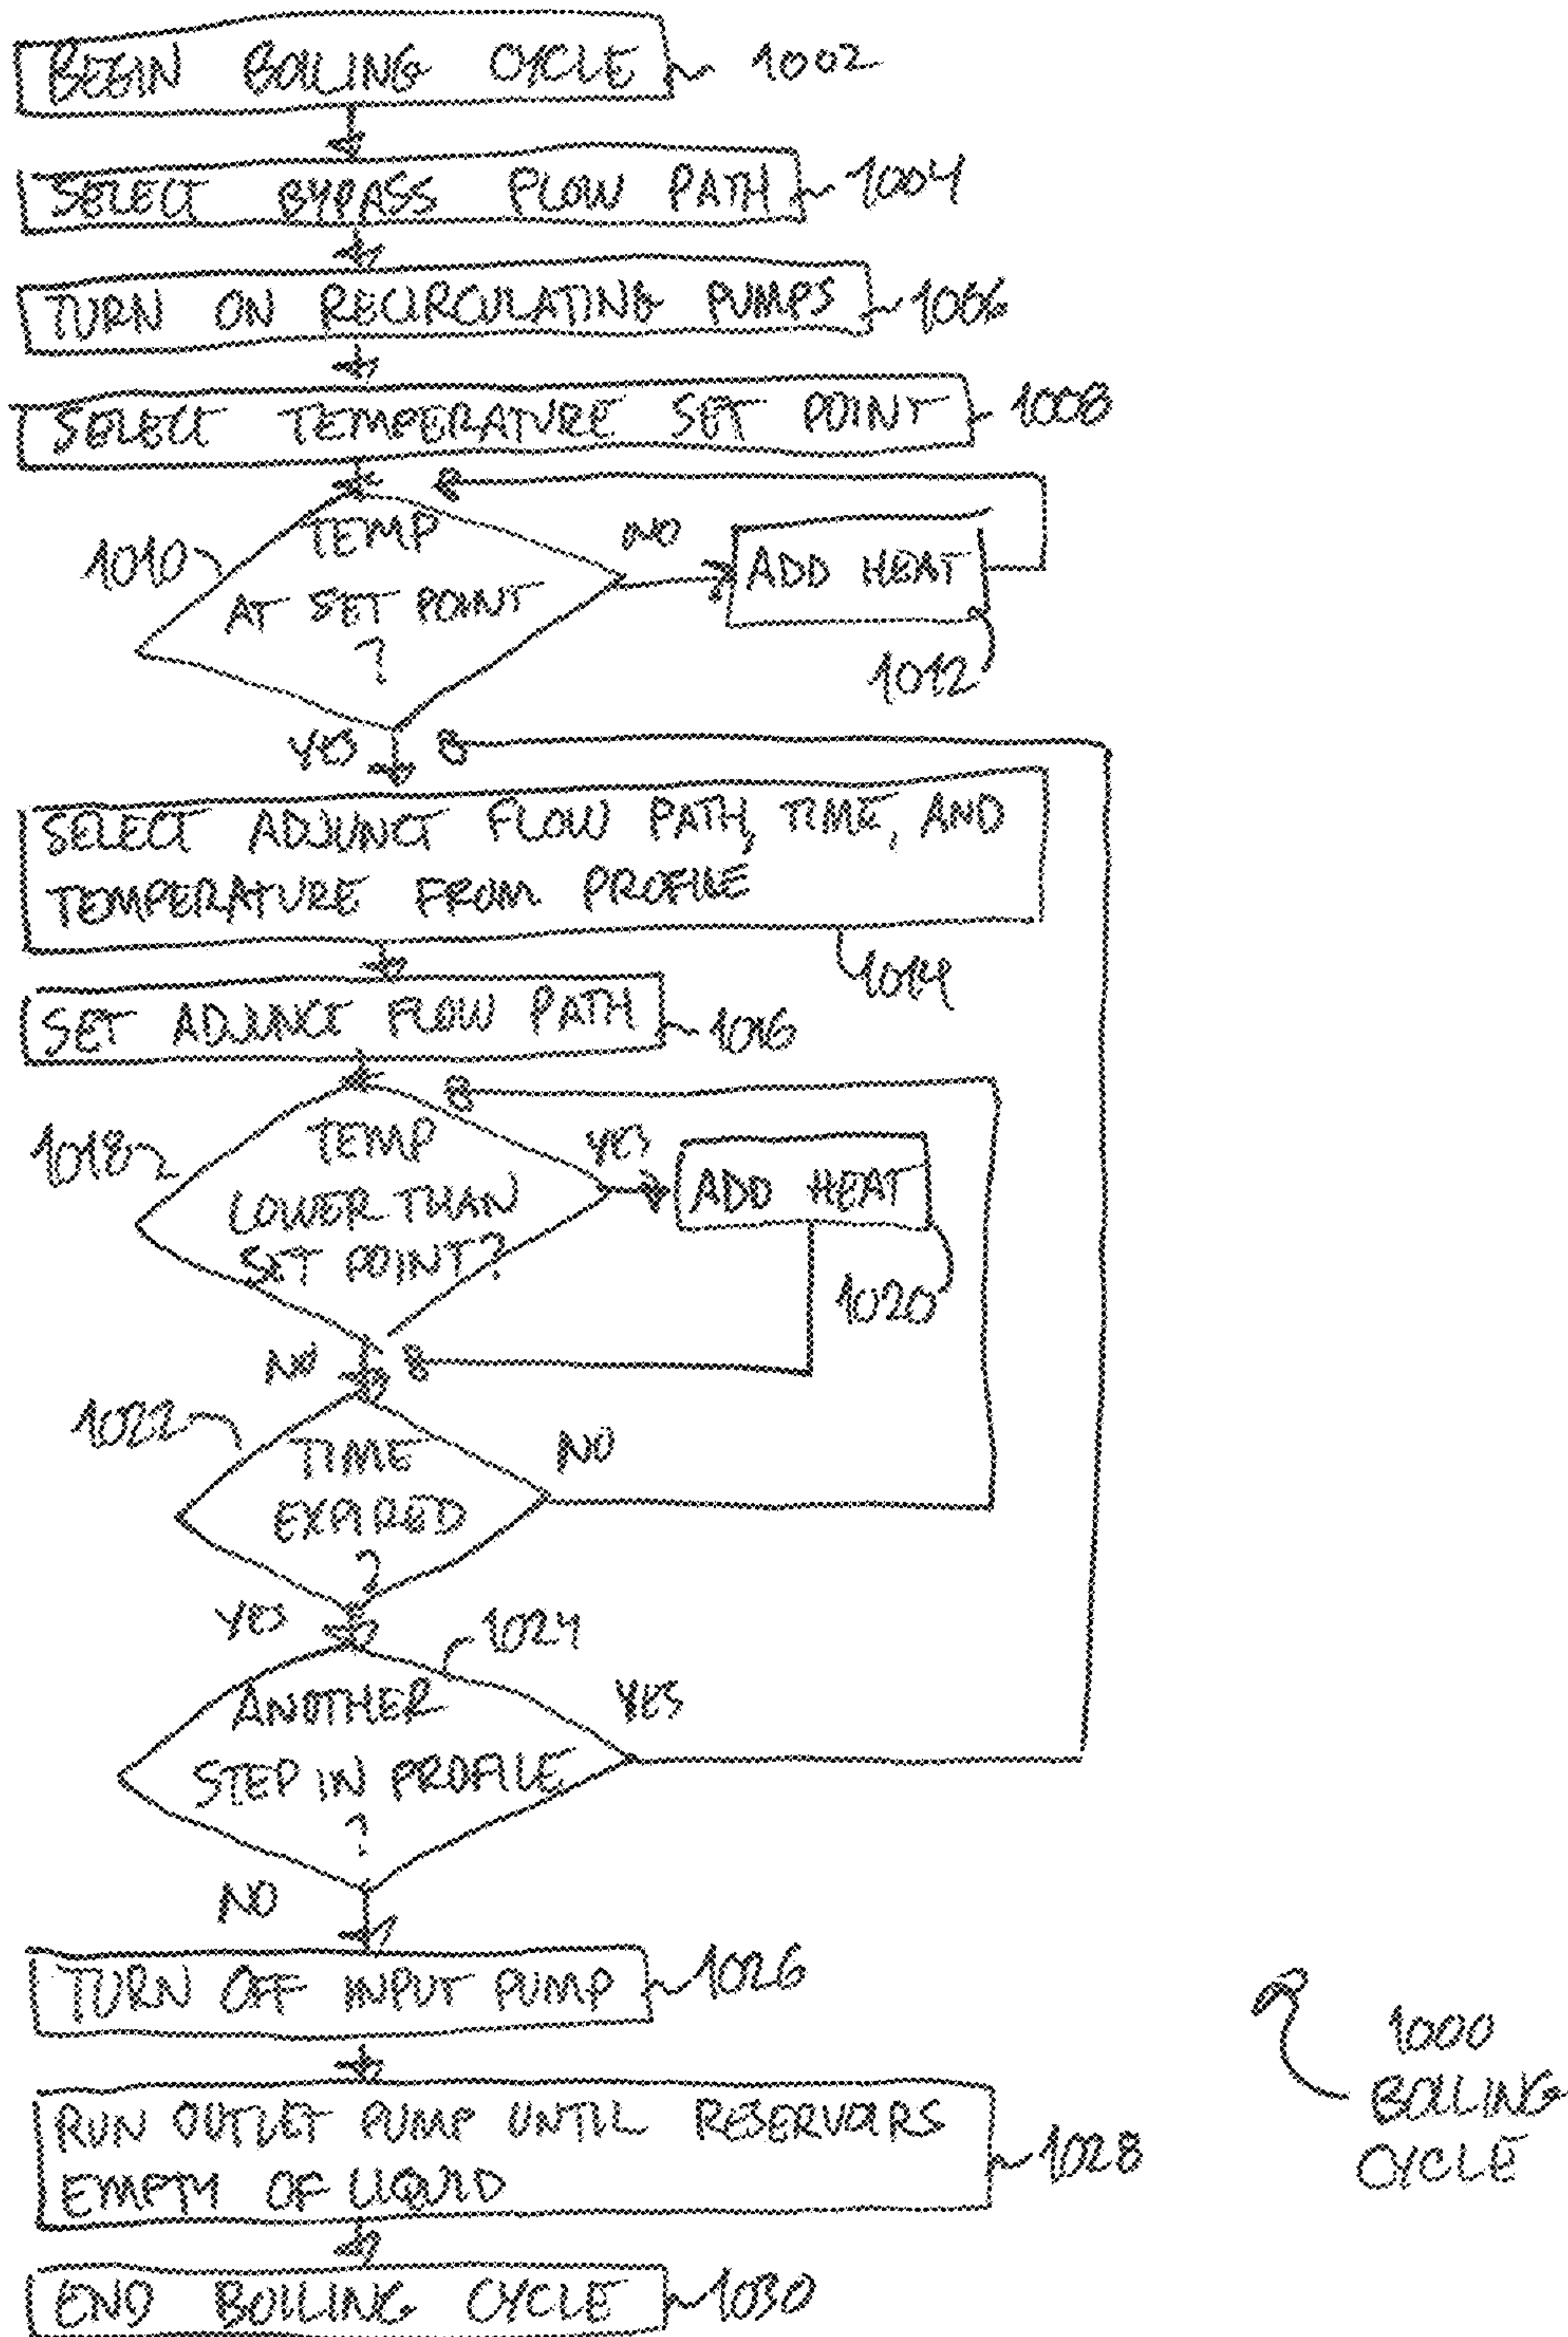 BEGIN BOILING CYCLE
1002
SELECT BYPASS FLOW PATH
1004
TURN ON RECIRCULATING PUMPS
1006
SELECT TEMPERATURE SET POINT
1008
1010
TEMP
AT SET POINT
?
NO
ADD HEAT
1012
YES
SELECT ADJUNCT FLOW PATH, TIME, AND
TEMPERATURE FROM PROFILE
1014
SET ADJUNCT FLOW PATH
1016
1018
TEMP
LOWER THAN
SET POINT?
YES
ADD HEAT
1020
NO
1022
TIME
EXPIRED
?
NO
YES
1024
ANOTHER
STEP IN PROFILE
?
YES
NO
TURN OFF INPUT PUMP
1026
RUN OUTLET PUMP UNTIL RESERVOIRS
EMPTY OF LIQUID
1028
END BOILING CYCLE
1030
1000
BOILING
CYCLE